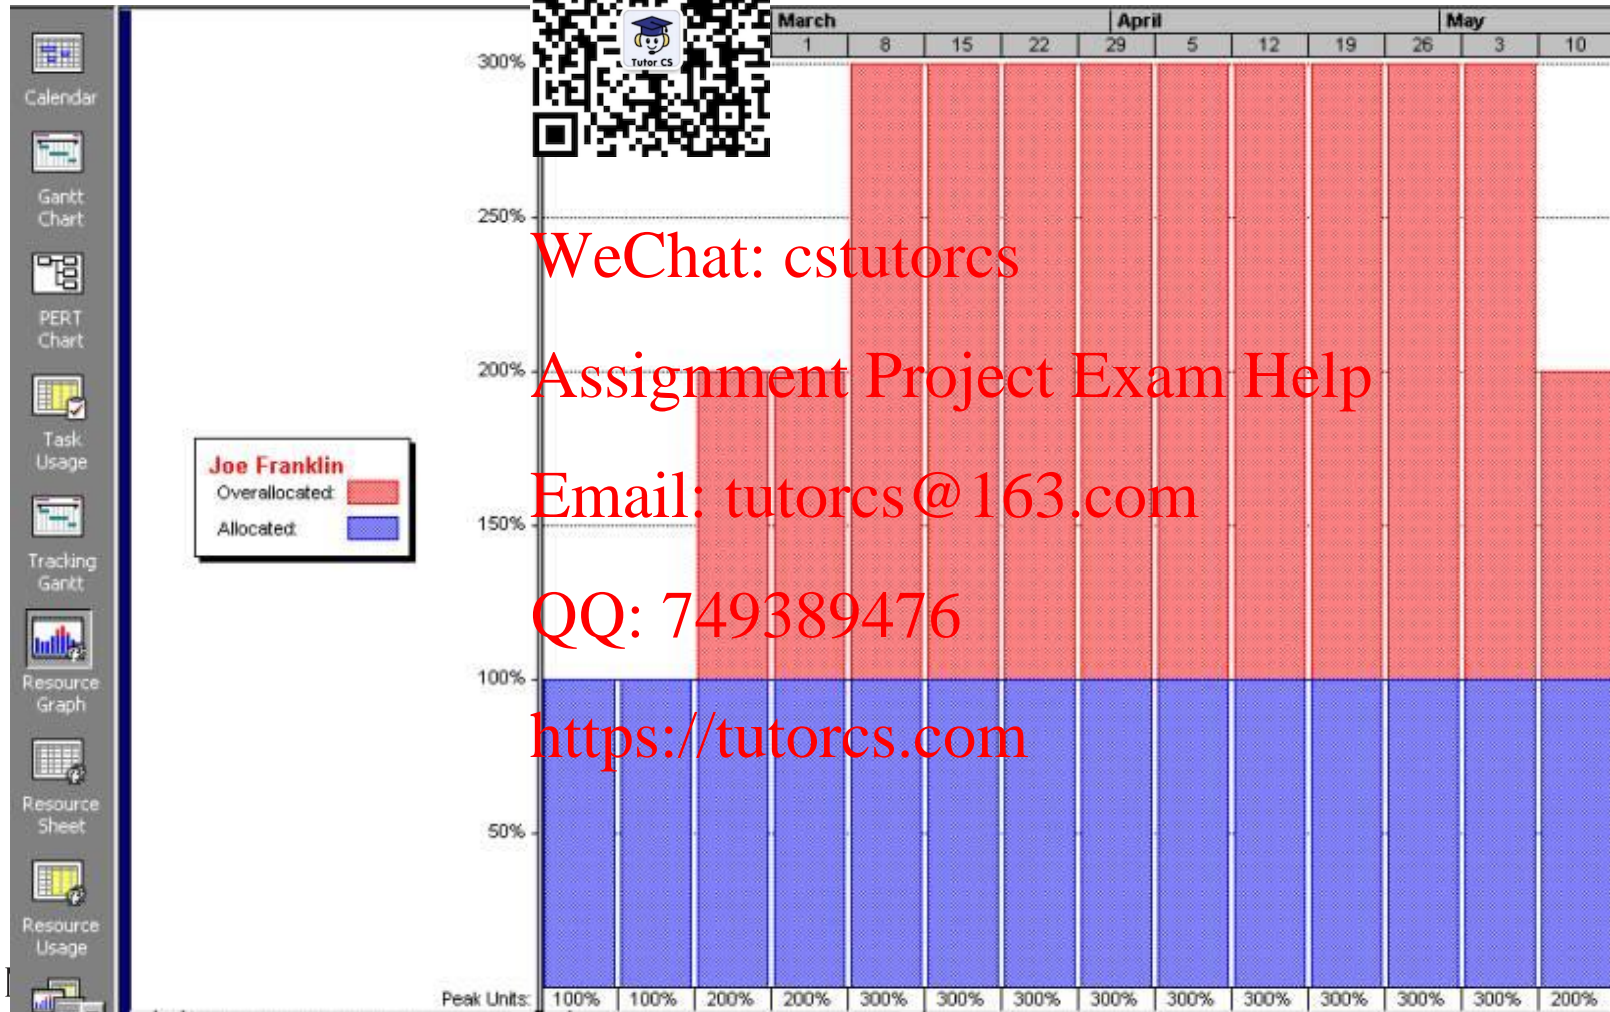 March April May
1 8 15 22 29 5 12 19 26 3 10
Tutor CS
Calendar
Gantt
Chart
PERT
Chart
Task
Usage
Tracking
Gantt
Resource
Graph
Resource
Sheet
Resource
Usage
Joe Franklin
Overallocated:
Allocated:
300%
250%
200%
150%
100%
50%
WeChat: cstutorcs
Assignment Project Exam Help
Email: tutorcs@163.com
QQ: 749389476
https://tutorcs.com
Peak Units: 100% 100% 200% 200% 300% 300% 300% 300% 300% 300% 300% 300% 300% 200%